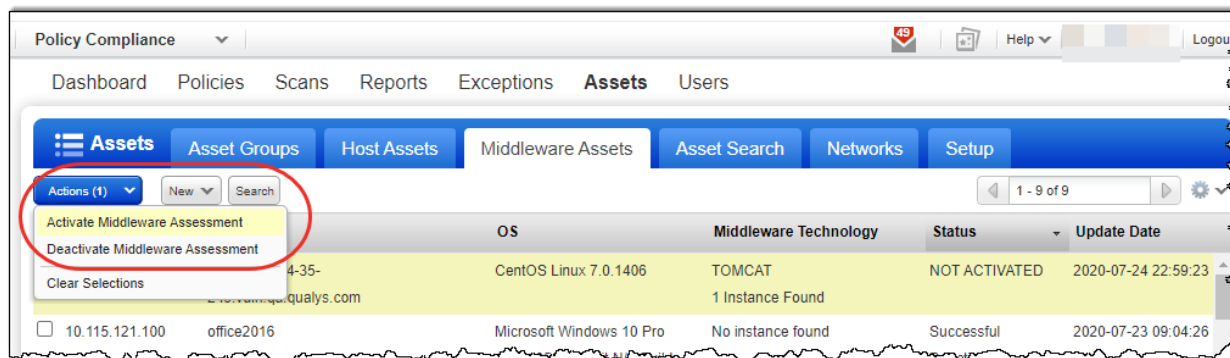 Policy Compliance 49 Help Logou
Dashboard Policies Scans Reports Exceptions Assets Users
Assets Asset Groups Host Assets Middleware Assets Asset Search Networks Setup
Actions (1) New Search 1 - 9 of 9
Activate Middleware Assessment
Deactivate Middleware Assessment
Clear Selections
OS Middleware Technology Status Update Date
4-35- CentOS Linux 7.0.1406 TOMCAT NOT ACTIVATED 2020-07-24 22:59:23
.qualys.com 1 Instance Found
10.115.121.100 office2016 Microsoft Windows 10 Pro No instance found Successful 2020-07-23 09:04:26